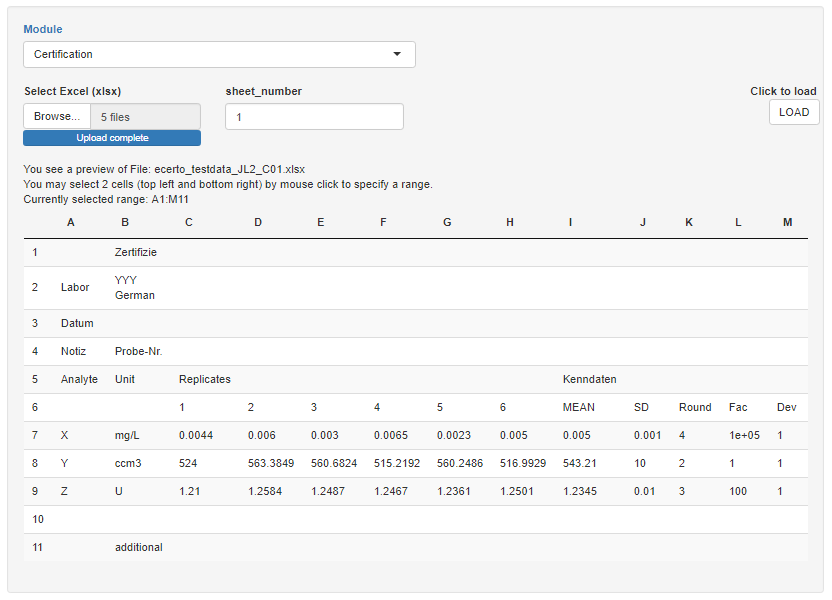 Module
Certification
Select Excel (xlsx) sheet_number Click to load
Browse... 5 files 1 LOAD
Upload complete
You see a preview of File: ecerto_testdata_JL2_C01.xlsx
You may select 2 cells (top left and bottom right) by mouse click to specify a range.
Currently selected range: A1:M11
A B C D E F G H I J K L M
1 Zertifizie
2 Labor YYY
German
3 Datum
4 Notiz Probe-Nr.
5 Analyte Unit Replicates Kenndaten
6 1 2 3 4 5 6 MEAN SD Round Fac Dev
7 X mg/L 0.0044 0.006 0.003 0.0065 0.0023 0.005 0.005 0.001 4 1e+05 1
8 Y ccm3 524 563.3849 560.6824 515.2192 560.2486 516.9929 543.21 10 2 1 1
9 Z U 1.21 1.2584 1.2487 1.2467 1.2361 1.2501 1.2345 0.01 3 100 1
10
11 additional